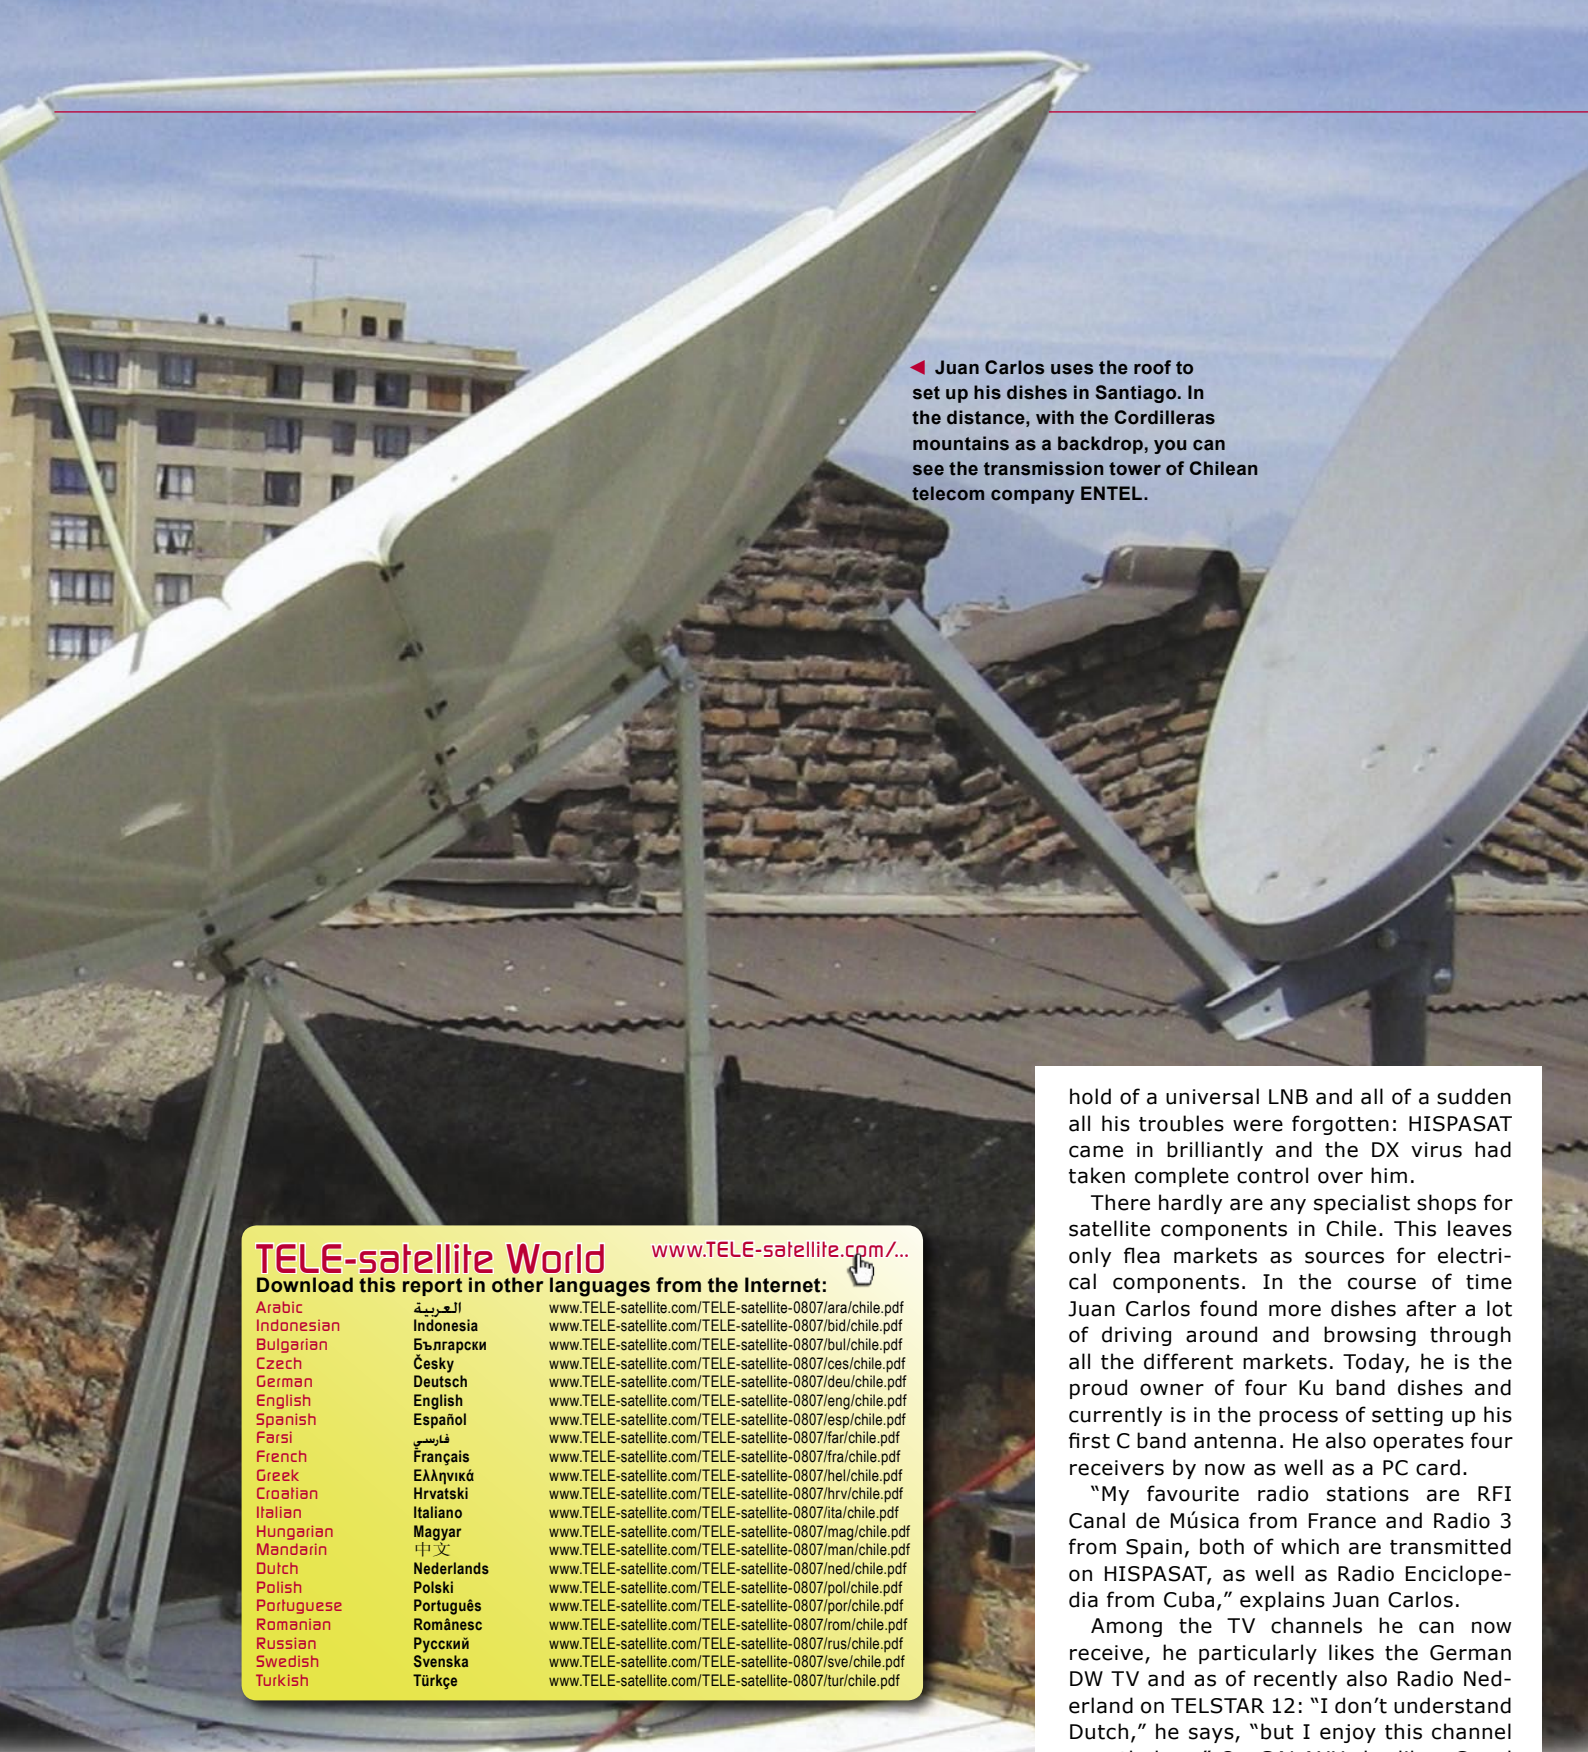 ◄ Juan Carlos uses the roof to
set up his dishes in Santiago. In
the distance, with the Cordilleras
mountains as a backdrop, you can
see the transmission tower of Chilean
telecom company ENTEL.
TELE-satellite World www.TELE-satellite.com/...
Download this report in other languages from the Internet:
Arabic العربية www.TELE-satellite.com/TELE-satellite-0807/ara/chile.pdf
Indonesian Indonesia www.TELE-satellite.com/TELE-satellite-0807/bid/chile.pdf
Bulgarian Български www.TELE-satellite.com/TELE-satellite-0807/bul/chile.pdf
Czech Česky www.TELE-satellite.com/TELE-satellite-0807/ces/chile.pdf
German Deutsch www.TELE-satellite.com/TELE-satellite-0807/deu/chile.pdf
English English www.TELE-satellite.com/TELE-satellite-0807/eng/chile.pdf
Spanish Español www.TELE-satellite.com/TELE-satellite-0807/esp/chile.pdf
Farsi فارسي www.TELE-satellite.com/TELE-satellite-0807/far/chile.pdf
French Français www.TELE-satellite.com/TELE-satellite-0807/fra/chile.pdf
Greek Ελληνικά www.TELE-satellite.com/TELE-satellite-0807/hel/chile.pdf
Croatian Hrvatski www.TELE-satellite.com/TELE-satellite-0807/hrv/chile.pdf
Italian Italiano www.TELE-satellite.com/TELE-satellite-0807/ita/chile.pdf
Hungarian Magyar www.TELE-satellite.com/TELE-satellite-0807/mag/chile.pdf
Mandarin 中文 www.TELE-satellite.com/TELE-satellite-0807/man/chile.pdf
Dutch Nederlands www.TELE-satellite.com/TELE-satellite-0807/ned/chile.pdf
Polish Polski www.TELE-satellite.com/TELE-satellite-0807/pol/chile.pdf
Portuguese Português www.TELE-satellite.com/TELE-satellite-0807/por/chile.pdf
Romanian Românesc www.TELE-satellite.com/TELE-satellite-0807/rom/chile.pdf
Russian Русский www.TELE-satellite.com/TELE-satellite-0807/rus/chile.pdf
Swedish Svenska www.TELE-satellite.com/TELE-satellite-0807/sve/chile.pdf
Turkish Türkçe www.TELE-satellite.com/TELE-satellite-0807/tur/chile.pdf
hold of a universal LNB and all of a sudden
all his troubles were forgotten: HISPASAT
came in brilliantly and the DX virus had
taken complete control over him.
There hardly are any specialist shops for
satellite components in Chile. This leaves
only flea markets as sources for electri-
cal components. In the course of time
Juan Carlos found more dishes after a lot
of driving around and browsing through
all the different markets. Today, he is the
proud owner of four Ku band dishes and
currently is in the process of setting up his
first C band antenna. He also operates four
receivers by now as well as a PC card.
“My favourite radio stations are RFI
Canal de Música from France and Radio 3
from Spain, both of which are transmitted
on HISPASAT, as well as Radio Enciclope-
dia from Cuba,” explains Juan Carlos.
Among the TV channels he can now
receive, he particularly likes the German
DW TV and as of recently also Radio Ned-
erland on TELSTAR 12: “I don’t understand
Dutch,” he says, “but I enjoy this channel